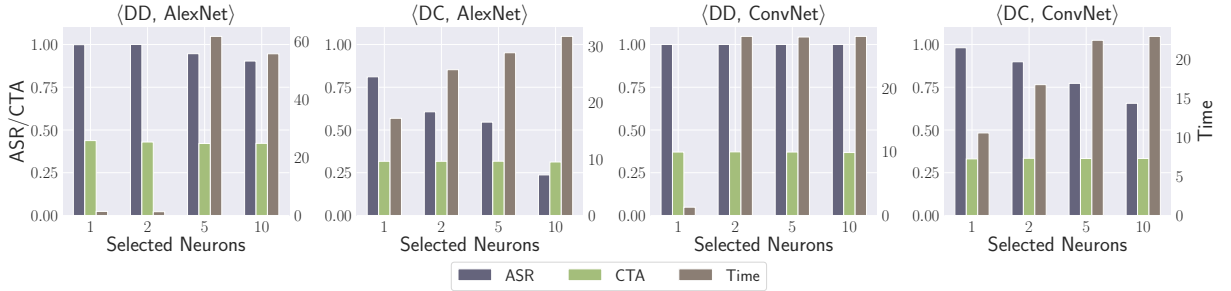 ⟨DD, AlexNet⟩
ASR/CTA
1.00
0.75
0.50
0.25
0.00
60
40
20
0
1 2 5 10
Selected Neurons
⟨DC, AlexNet⟩
1.00
0.75
0.50
0.25
0.00
30
20
10
0
1 2 5 10
Selected Neurons
⟨DD, ConvNet⟩
1.00
0.75
0.50
0.25
0.00
20
10
0
1 2 5 10
Selected Neurons
⟨DC, ConvNet⟩
1.00
0.75
0.50
0.25
0.00
20
15
10
5
0
Time
1 2 5 10
Selected Neurons
ASR CTA Time